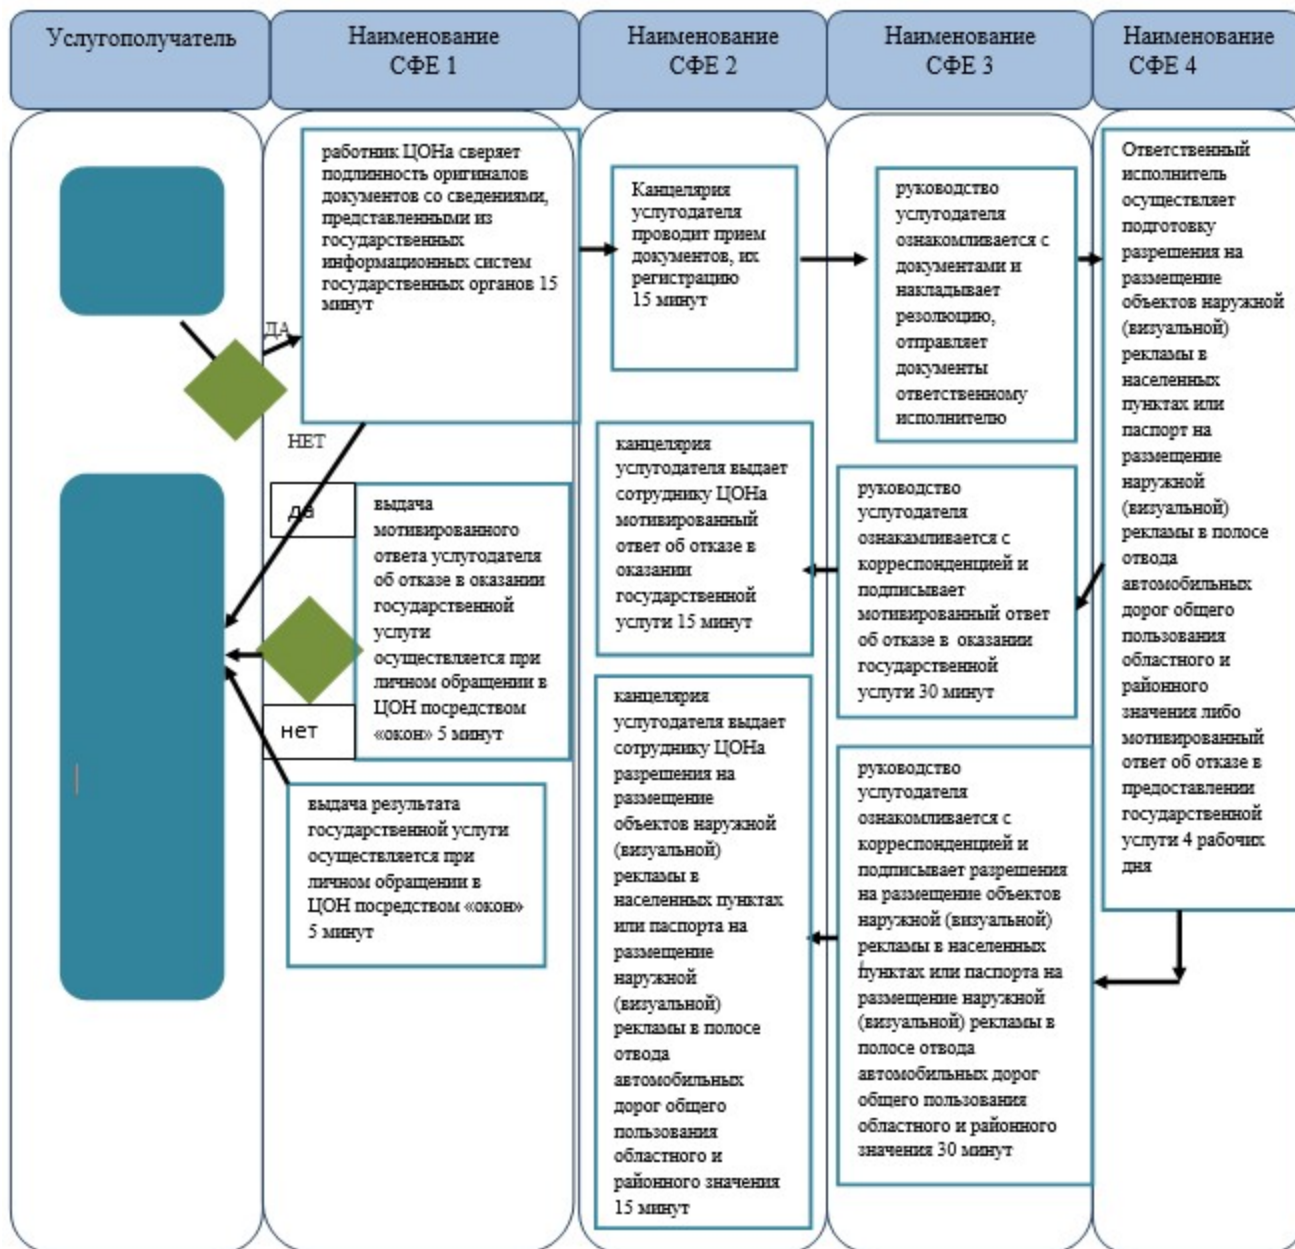 Услугополучатель
Наименование
СФЕ 1
Наименование
СФЕ 2
Наименование
СФЕ 3
Наименование
СФЕ 4
работник ЦОНа сверяет
подлинность оригиналов
документов со сведениями,
представленными из
государственных
информационных систем
государственных органов 15
минут
ДА
НЕТ
да
выдача
мотивированного
ответа услугодателя
об отказе в оказании
государственной
услуги
осуществляется при
личном обращении в
ЦОН посредством
«окон» 5 минут
нет
выдача результата
государственной услуги
осуществляется при
личном обращении в
ЦОН посредством «окон»
5 минут
Канцелярия
услугодателя
проводит прием
документов, их
регистрацию
15 минут
канцелярия
услугодателя выдает
сотруднику ЦОНа
мотивированный
ответ об отказе в
оказании
государственной
услуги 15 минут
канцелярия
услугодателя выдает
сотруднику ЦОНа
разрешения на
размещение
объектов наружной
(визуальной)
рекламы в
населенных пунктах
или паспорта на
размещение
наружной
(визуальной)
рекламы в полосе
отвода
автомобильных
дорог общего
пользования
областного и
районного значения
15 минут
руководство
услугодателя
ознакомливается с
документами и
накладывает
резолюцию,
отправляет
документы
ответственному
исполнителю
руководство
услугодателя
ознакамливается с
корреспонденцией и
подписывает
мотивированный ответ
об отказе в оказании
государственной
услуги 30 минут
руководство
услугодателя
ознакомливается с
корреспонденцией и
подписывает разрешения
на размещение объектов
наружной (визуальной)
рекламы в населенных
пунктах или паспорта на
размещение наружной
(визуальной) рекламы в
полосе отвода
автомобильных дорог
общего пользования
областного и районного
значения 30 минут
Ответственный
исполнитель
осуществляет
подготовку
разрешения на
размещение
объектов наружной
(визуальной)
рекламы в
населенных
пунктах или
паспорт на
размещение
наружной
(визуальной)
рекламы в полосе
отвода
автомобильных
дорог общего
пользования
областного и
районного
значения либо
мотивированный
ответ об отказе в
предоставлении
государственной
услуги 4 рабочих
дня